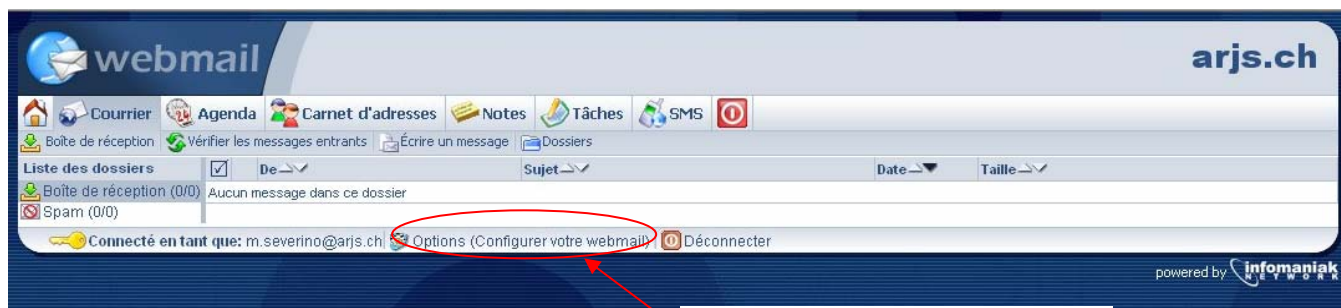 webmail
arjs.ch
Courrier Agenda Carnet d'adresses Notes Tâches SMS
Boîte de réception Vérifier les messages entrants Écrire un message Dossiers
Liste des dossiers De Sujet Date Taille
Boîte de réception (0/0) Aucun message dans ce dossier
Spam (0/0)
Connecté en tant que: m.severino@arjs.ch Options (Configurer votre webmail) Déconnecter
powered by infomaniak
NETWORK